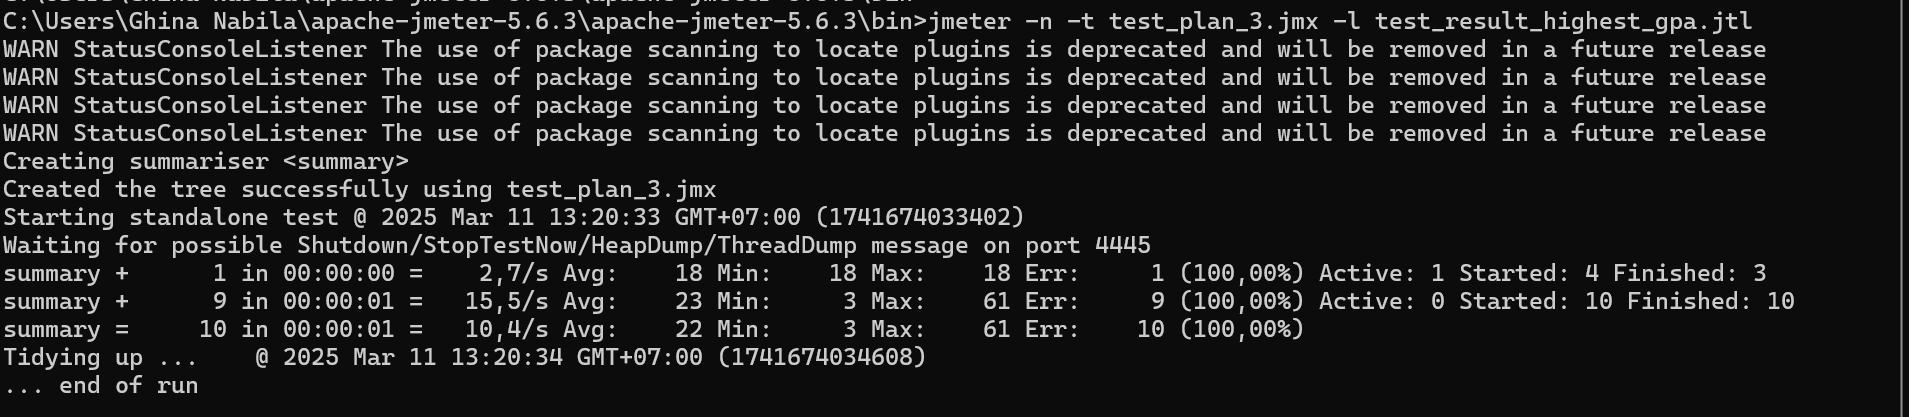 C:\Users\Ghina Nabila\apache-jmeter-5.6.3\apache-jmeter-5.6.3\bin>jmeter -n -t test_plan_3.jmx -l test_result_highest_gpa.jtl
WARN StatusConsoleListener The use of package scanning to locate plugins is deprecated and will be removed in a future release
WARN StatusConsoleListener The use of package scanning to locate plugins is deprecated and will be removed in a future release
WARN StatusConsoleListener The use of package scanning to locate plugins is deprecated and will be removed in a future release
WARN StatusConsoleListener The use of package scanning to locate plugins is deprecated and will be removed in a future release
Creating summariser <summary>
Created the tree successfully using test_plan_3.jmx
Starting standalone test @ 2025 Mar 11 13:20:33 GMT+07:00 (1741674033402)
Waiting for possible Shutdown/StopTestNow/HeapDump/ThreadDump message on port 4445
summary +      1 in 00:00:00 =    2,7/s Avg:    18 Min:    18 Max:    18 Err:     1 (100,00%) Active: 1 Started: 4 Finished: 3
summary +      9 in 00:00:01 =   15,5/s Avg:    23 Min:     3 Max:    61 Err:     9 (100,00%) Active: 0 Started: 10 Finished: 10
summary =     10 in 00:00:01 =   10,4/s Avg:    22 Min:     3 Max:    61 Err:    10 (100,00%)
Tidying up ...    @ 2025 Mar 11 13:20:34 GMT+07:00 (1741674034608)
... end of run